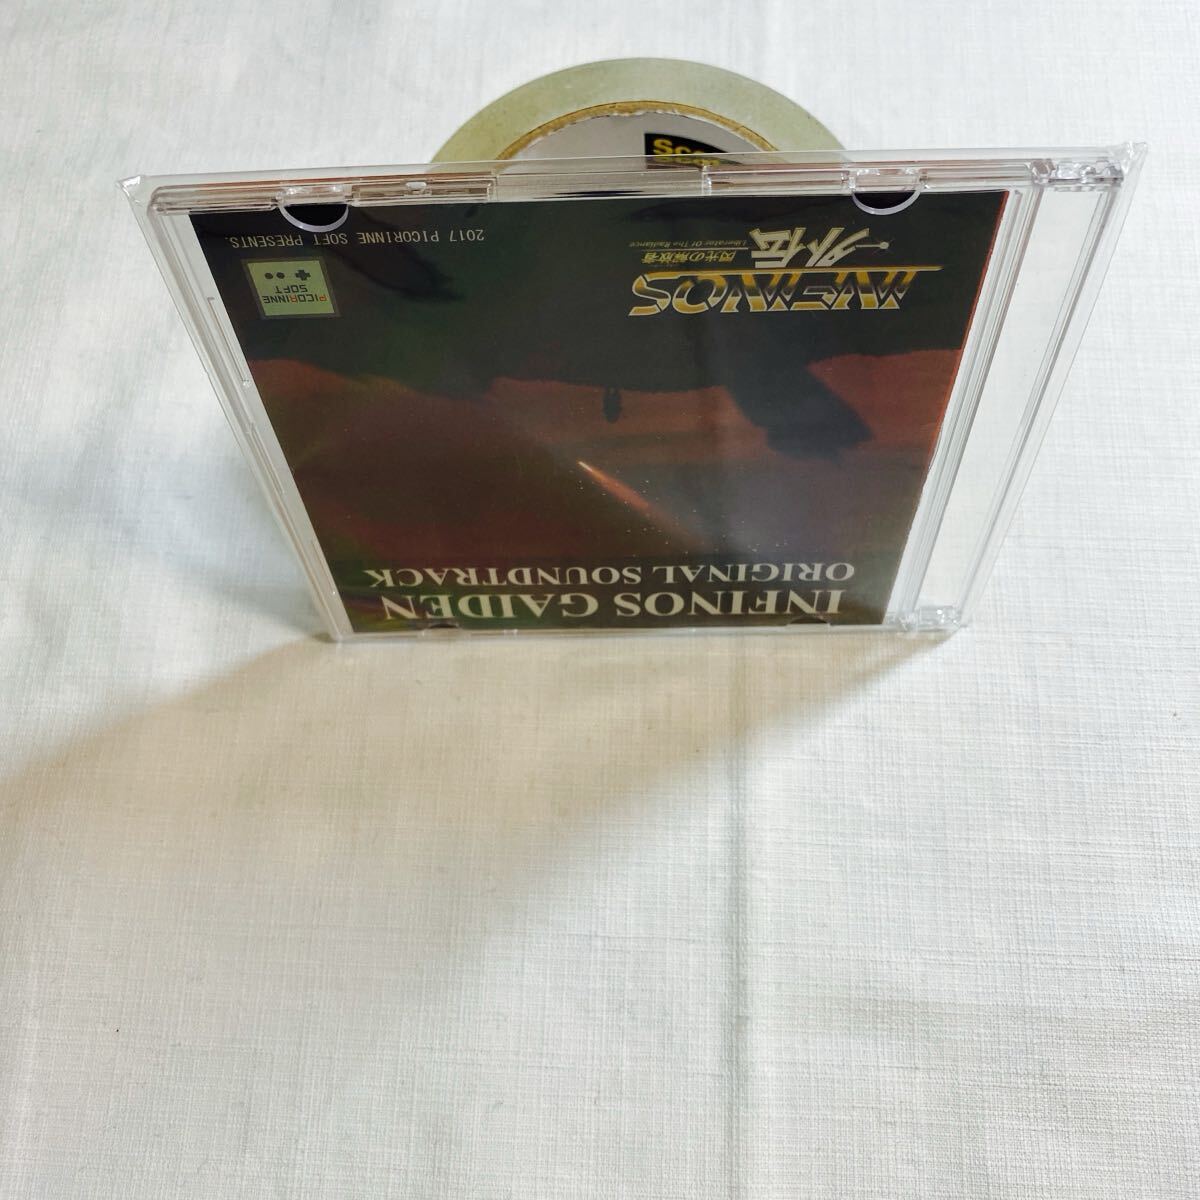 INFINOS GAIDEN
ORIGINAL SOUNDTRACK
INFINOS
外伝
閃光の解放者
Liberator Of The Radiance
PICORINNE
SOFT
2017 PICORINNE SOFT PRESENTS.